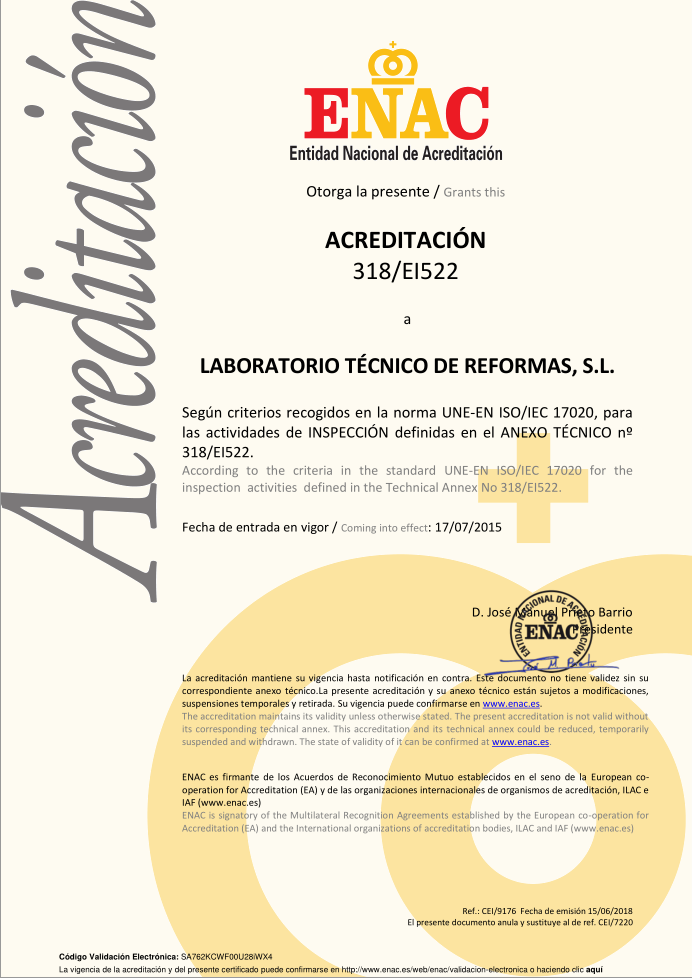 Acreditación
ENAC
Entidad Nacional de Acreditación
Otorga la presente / Grants this
ACREDITACIÓN
318/EI522
a
LABORATORIO TÉCNICO DE REFORMAS, S.L.
Según criterios recogidos en la norma UNE-EN ISO/IEC 17020, para
las actividades de INSPECCIÓN definidas en el ANEXO TÉCNICO nº
318/EI522.
According to the criteria in the standard UNE-EN ISO/IEC 17020 for the
inspection activities defined in the Technical Annex No 318/EI522.
Fecha de entrada en vigor / Coming into effect: 17/07/2015
D. José Manuel Prieto Barrio
Presidente
ENTIDAD NACIONAL DE ACREDITACIÓN
ENAC
La acreditación mantiene su vigencia hasta notificación en contra. Este documento no tiene validez sin su
correspondiente anexo técnico.La presente acreditación y su anexo técnico están sujetos a modificaciones,
suspensiones temporales y retirada. Su vigencia puede confirmarse en www.enac.es.
The accreditation maintains its validity unless otherwise stated. The present accreditation is not valid without
its corresponding technical annex. This accreditation and its technical annex could be reduced, temporarily
suspended and withdrawn. The state of validity of it can be confirmed at www.enac.es.
ENAC es firmante de los Acuerdos de Reconocimiento Mutuo establecidos en el seno de la European co-
operation for Accreditation (EA) y de las organizaciones internacionales de organismos de acreditación, ILAC e
IAF (www.enac.es)
ENAC is signatory of the Multilateral Recognition Agreements established by the European co-operation for
Accreditation (EA) and the International organizations of accreditation bodies, ILAC and IAF (www.enac.es)
Ref.: CEI/9176 Fecha de emisión 15/06/2018
El presente documento anula y sustituye al de ref. CEI/7220
Código Validación Electrónica: SA762KCWF00U28iWX4
La vigencia de la acreditación y del presente certificado puede confirmarse en http://www.enac.es/web/enac/validacion-electronica o haciendo clic aquí